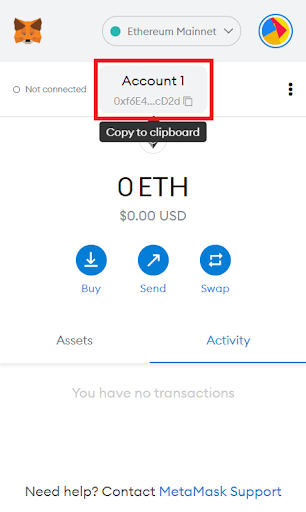 Ethereum Mainnet
Not connected
Account 1
0xf6E4...cD2d
Copy to clipboard
0 ETH
$0.00 USD
Buy Send Swap
Assets Activity
You have no transactions
Need help? Contact MetaMask Support